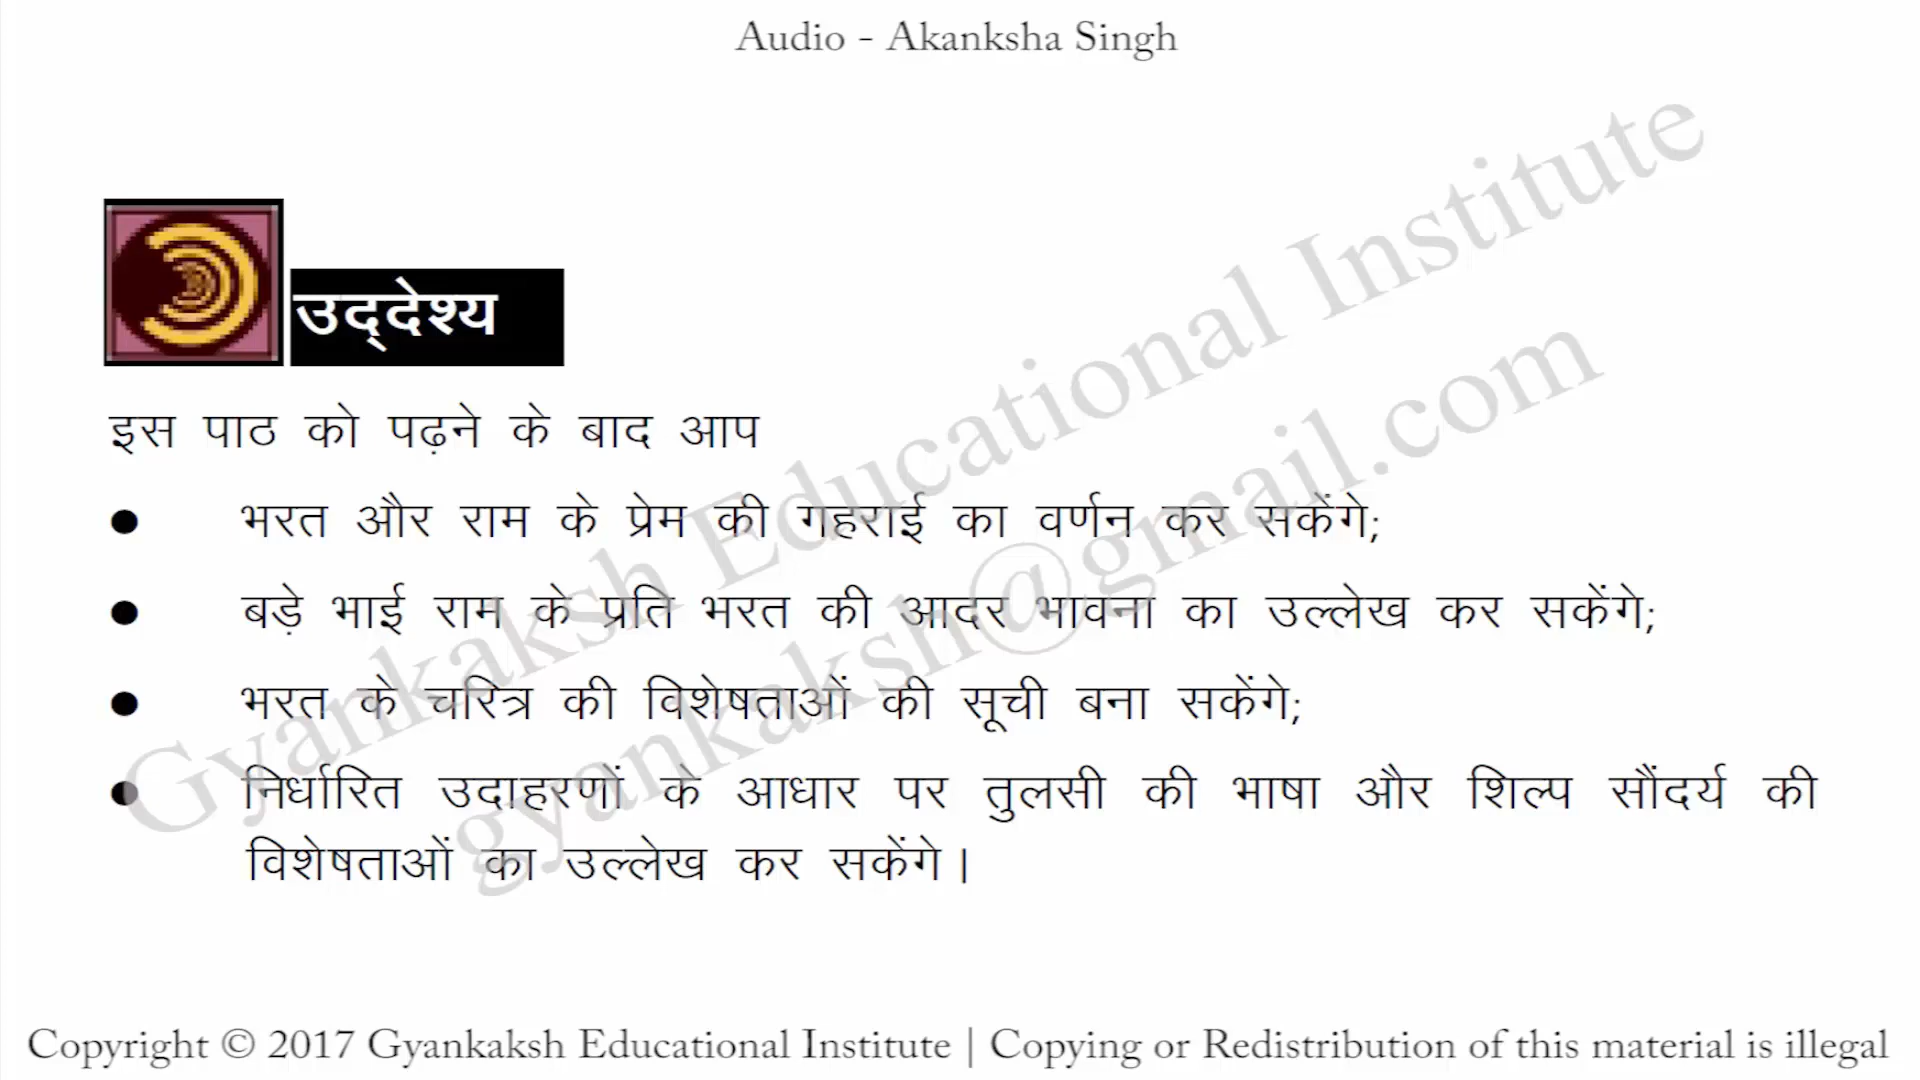 Audio - Akanksha Singh
उद्देश्य
इस पाठ को पढ़ने के बाद आप
● भरत और राम के प्रेम की गहराई का वर्णन कर सकेंगे;
● बड़े भाई राम के प्रति भरत की आदर भावना का उल्लेख कर सकेंगे;
● भरत के चरित्र की विशेषताओं की सूची बना सकेंगे;
● निर्धारित उदाहरणों के आधार पर तुलसी की भाषा और शिल्प सौंदर्य की
विशेषताओं का उल्लेख कर सकेंगे।
Gyankaksh Educational Institute
gyankaksh@gmail.com
Copyright © 2017 Gyankaksh Educational Institute | Copying or Redistribution of this material is illegal